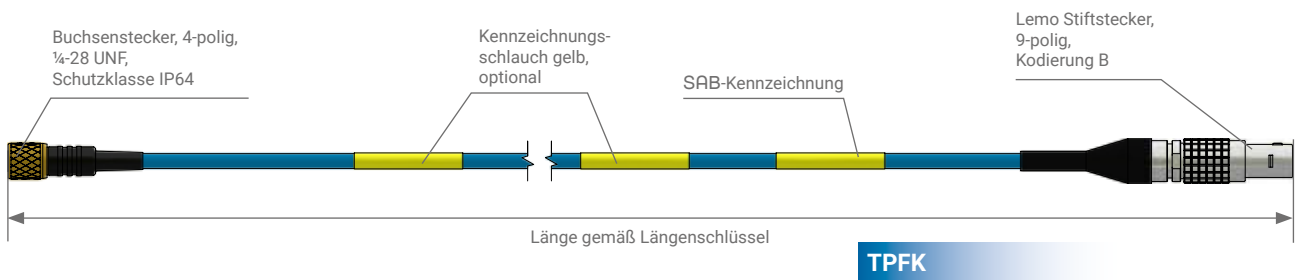 Buchsenstecker, 4-polig,
¼-28 UNF,
Schutzklasse IP64
Kennzeichnungs-
schlauch gelb,
optional
SAB-Kennzeichnung
Lemo Stiftstecker,
9-polig,
Kodierung B
Länge gemäß Längenschlüssel
TPFK